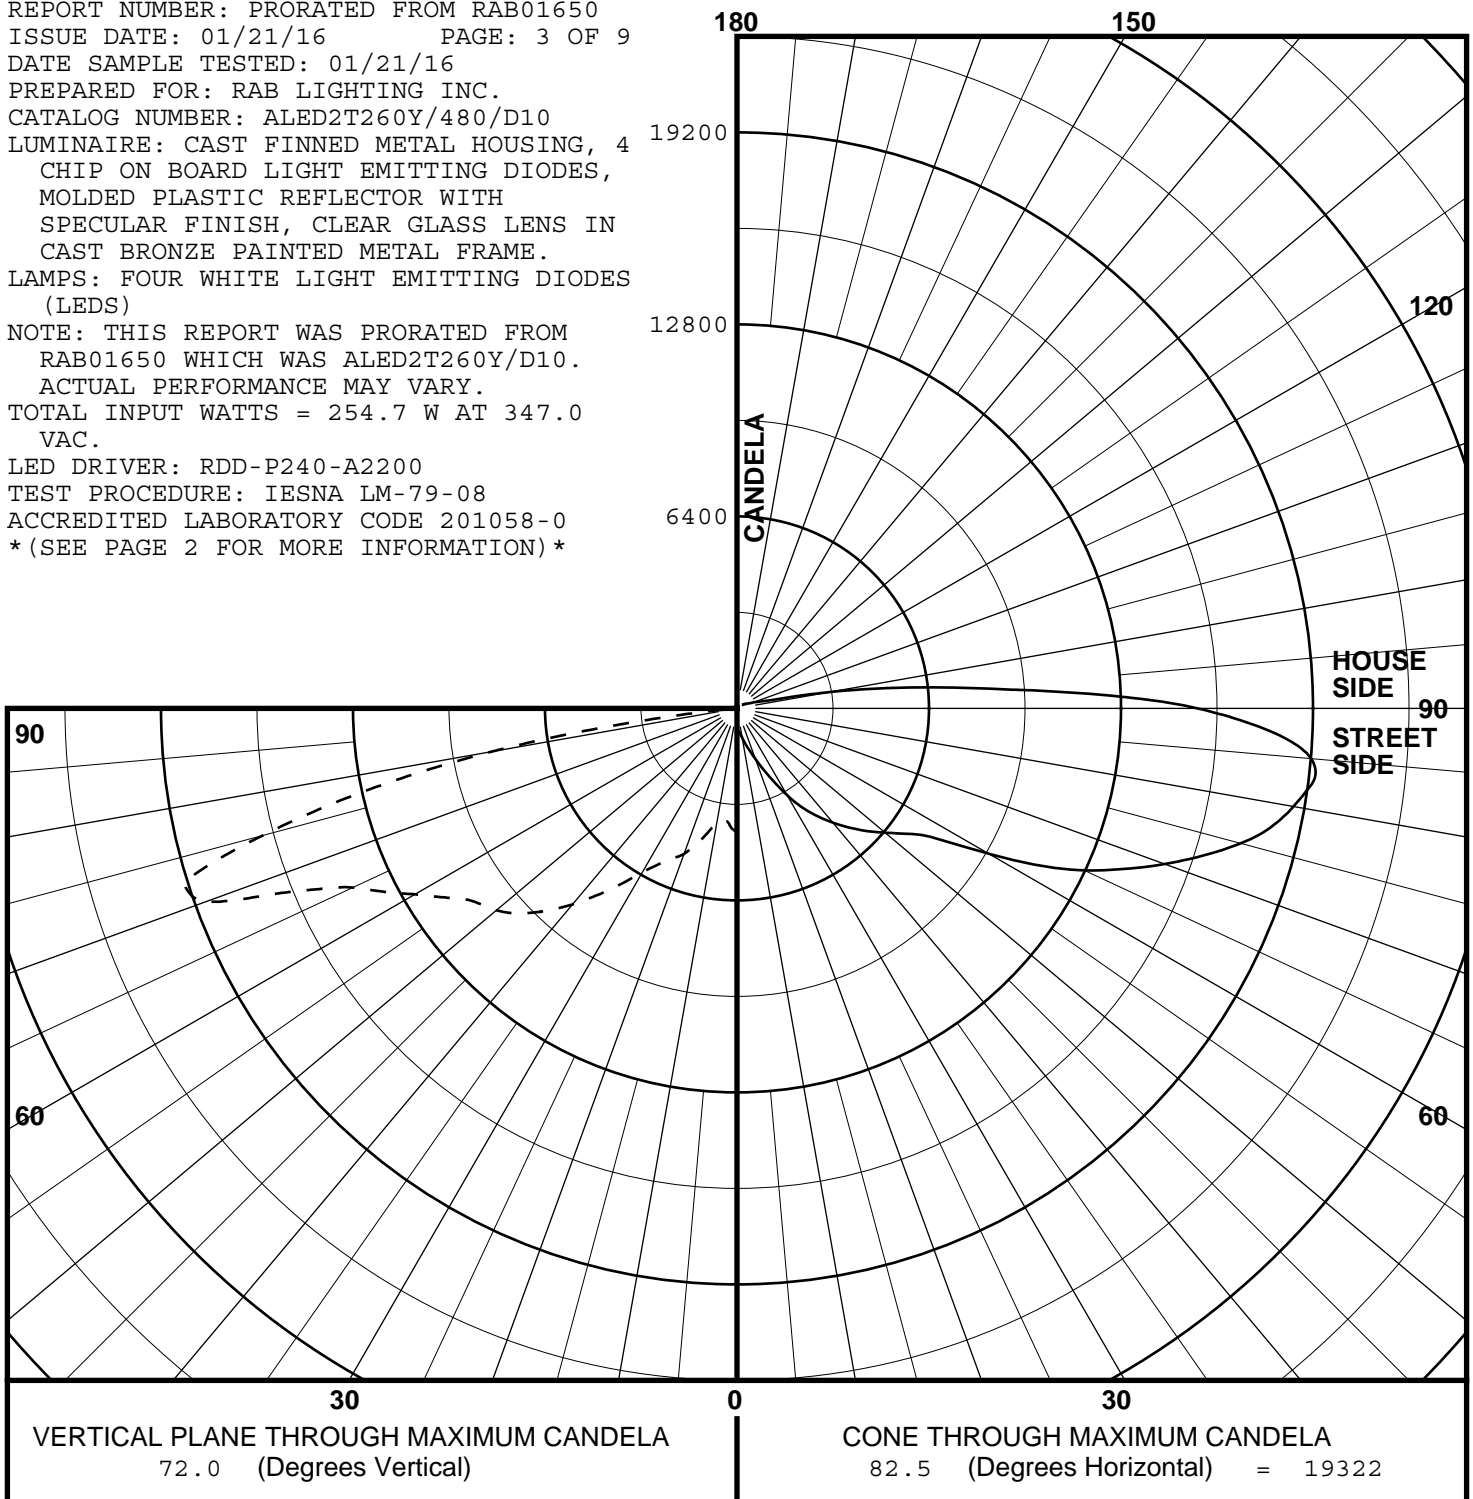 REPORT NUMBER: PRORATED FROM RAB01650
ISSUE DATE: 01/21/16 PAGE: 3 OF 9
DATE SAMPLE TESTED: 01/21/16
PREPARED FOR: RAB LIGHTING INC.
CATALOG NUMBER: ALED2T260Y/480/D10
LUMINAIRE: CAST FINNED METAL HOUSING, 4
CHIP ON BOARD LIGHT EMITTING DIODES,
MOLDED PLASTIC REFLECTOR WITH
SPECULAR FINISH, CLEAR GLASS LENS IN
CAST BRONZE PAINTED METAL FRAME.
LAMPS: FOUR WHITE LIGHT EMITTING DIODES
(LEDS)
NOTE: THIS REPORT WAS PRORATED FROM
RAB01650 WHICH WAS ALED2T260Y/D10.
ACTUAL PERFORMANCE MAY VARY.
TOTAL INPUT WATTS = 254.7 W AT 347.0
VAC.
LED DRIVER: RDD-P240-A2200
TEST PROCEDURE: IESNA LM-79-08
ACCREDITED LABORATORY CODE 201058-0
*(SEE PAGE 2 FOR MORE INFORMATION)*
180
150
19200
120
12800
CANDELA
6400
HOUSE
SIDE
90
90
STREET
SIDE
60
60
30
0
30
VERTICAL PLANE THROUGH MAXIMUM CANDELA
72.0 (Degrees Vertical)
CONE THROUGH MAXIMUM CANDELA
82.5 (Degrees Horizontal) = 19322